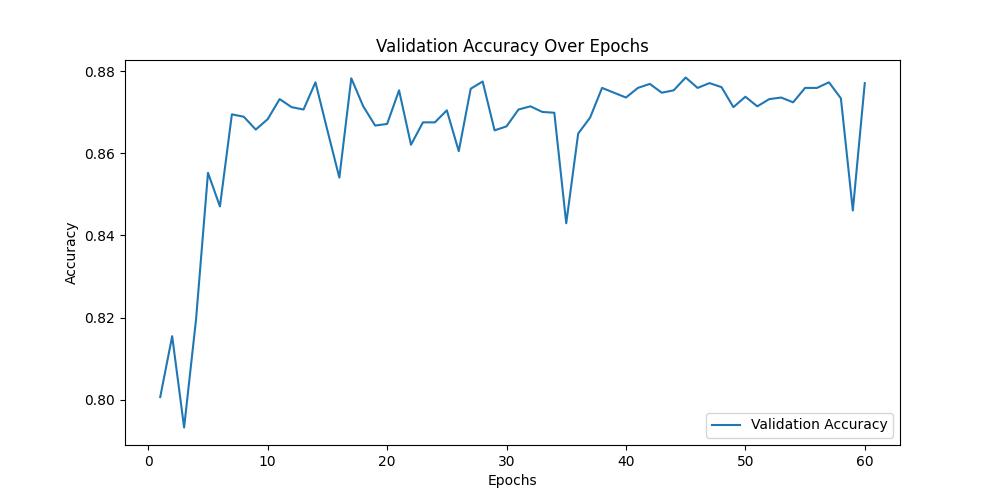 Validation Accuracy Over Epochs
0.88
0.86
0.84
0.82
0.80
Accuracy
Validation Accuracy
0 10 20 30 40 50 60
Epochs